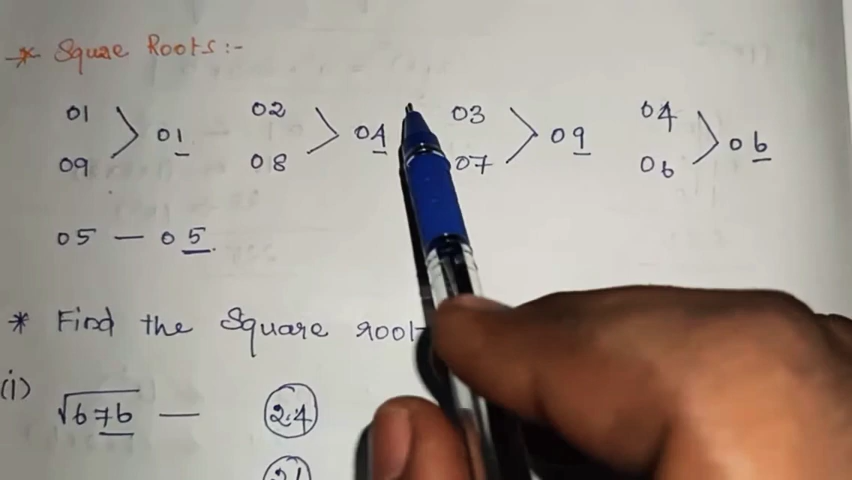 * Square Roots:-
01 02 03 04
> 01 > 04 > 09 > 06
09 08 07 06
05 — 05
* Find the Square root
(i) √676 — 24